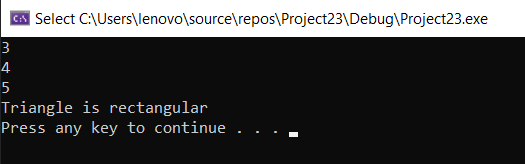 Select C:\Users\lenovo\source\repos\Project23\Debug\Project23.exe
3
4
5
Triangle is rectangular
Press any key to continue . . .